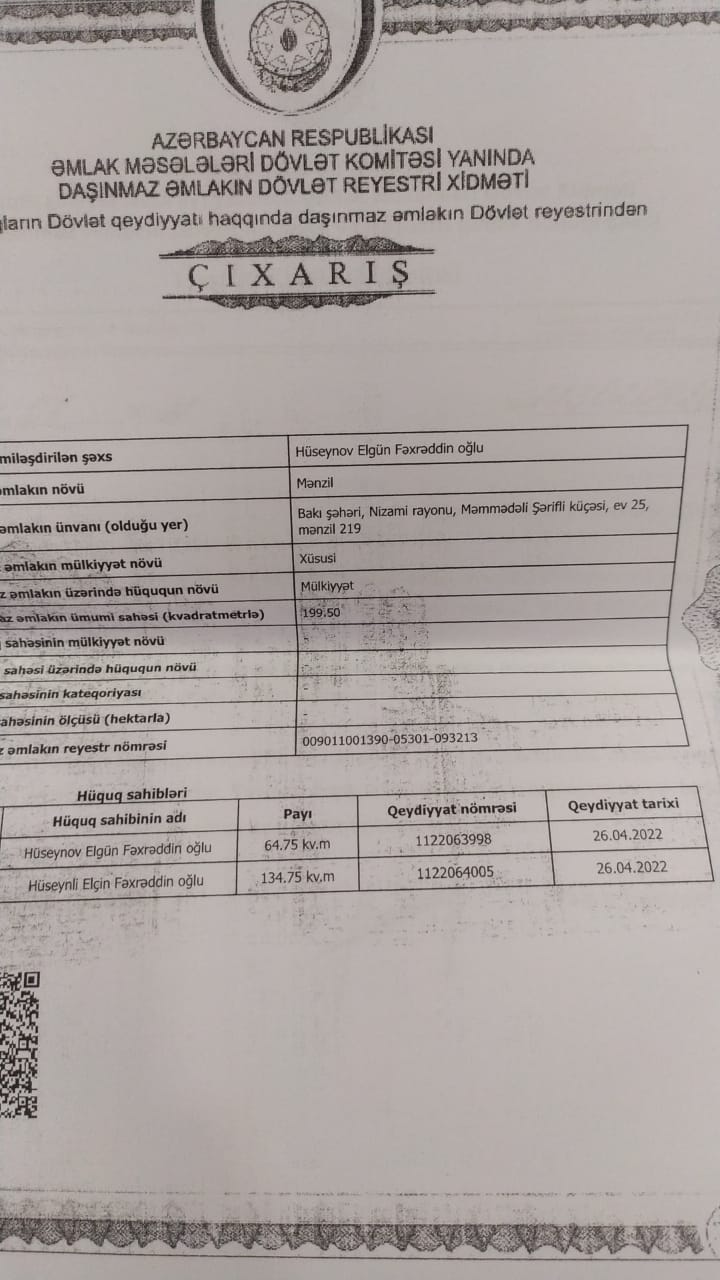 AZƏRBAYCAN RESPUBLİKASI
ƏMLAK MƏSƏLƏLƏRİ DÖVLƏT KOMİTƏSİ YANINDA
DAŞINMAZ ƏMLAKIN DÖVLƏT REYESTRİ XİDMƏTİ
ların Dövlət qeydiyyatı haqqında daşınmaz əmlakın Dövlət reyestrindən
ÇIXARIŞ
miləşdirilən şəxs Hüseynov Elgün Fəxrəddin oğlu
əmlakın növü Mənzil
əmlakın ünvanı (olduğu yer) Bakı şəhəri, Nizami rayonu, Məmmədəli Şərifli küçəsi, ev 25,
mənzil 219
əmlakın mülkiyyət növü Xüsusi
z əmlakın üzərində hüququn növü Mülkiyyət
az əmlakın ümumi sahəsi (kvadratmetrlə) 199.50
sahəsinin mülkiyyət növü -
sahəsi üzərində hüququn növü -
sahəsinin kateqoriyası -
ahəsinin ölçüsü (hektarla) -
z əmlakın reyestr nömrəsi 009011001390-05301-093213
Hüquq sahibləri
Hüquq sahibinin adı Payı Qeydiyyat nömrəsi Qeydiyyat tarixi
Hüseynov Elgün Fəxrəddin oğlu 64.75 kv.m 1122063998 26.04.2022
Hüseynli Elçin Fəxrəddin oğlu 134.75 kv.m 1122064005 26.04.2022